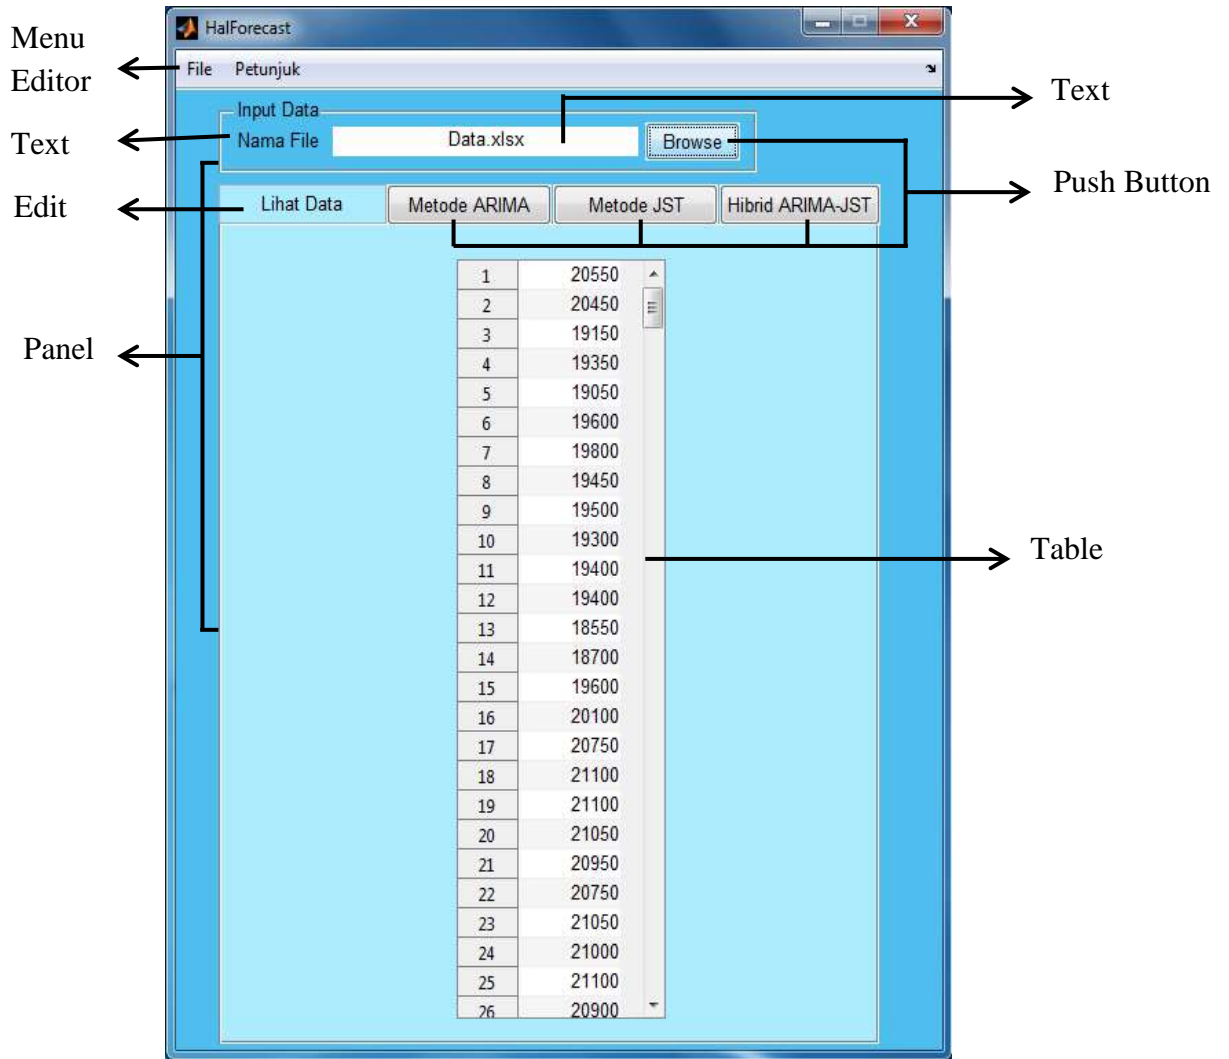 HalForecast
Menu
Editor
File Petunjuk
Text
Input Data
Text
Nama File Data.xlsx Browse
Push Button
Edit
Lihat Data Metode ARIMA Metode JST Hibrid ARIMA-JST
1 20550
2 20450
3 19150
Panel
4 19350
5 19050
6 19600
7 19800
8 19450
9 19500
10 19300
Table
11 19400
12 19400
13 18550
14 18700
15 19600
16 20100
17 20750
18 21100
19 21100
20 21050
21 20950
22 20750
23 21050
24 21000
25 21100
26 20900